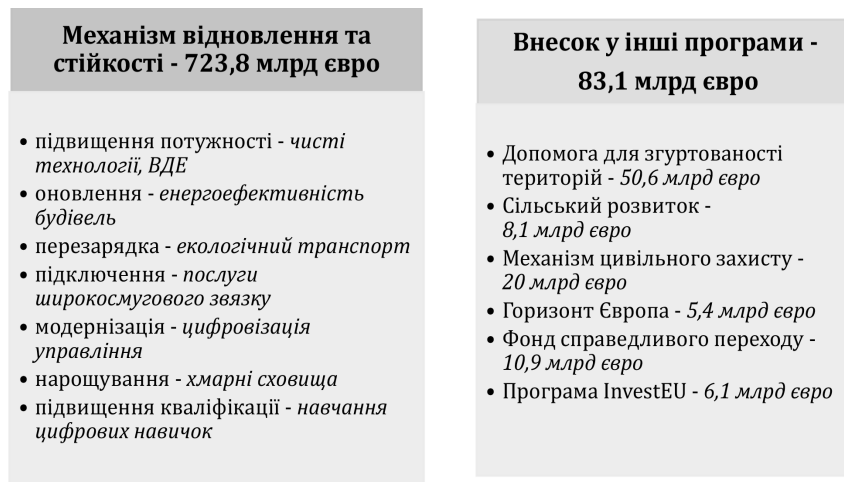 Механізм відновлення та
стійкості - 723,8 млрд євро
• підвищення потужності - чисті
технології, ВДЕ
• оновлення - енергоефективність
будівель
• перезарядка - екологічний транспорт
• підключення - послуги
широкосмугового звязку
• модернізація - цифровізація
управління
• нарощування - хмарні сховища
• підвищення кваліфікації - навчання
цифрових навичок
Внесок у інші програми -
83,1 млрд євро
• Допомога для згуртованості
територій - 50,6 млрд євро
• Сільський розвиток -
8,1 млрд євро
• Механізм цивільного захисту -
20 млрд євро
• Горизонт Європа - 5,4 млрд євро
• Фонд справедливого переходу -
10,9 млрд євро
• Програма InvestEU - 6,1 млрд євро